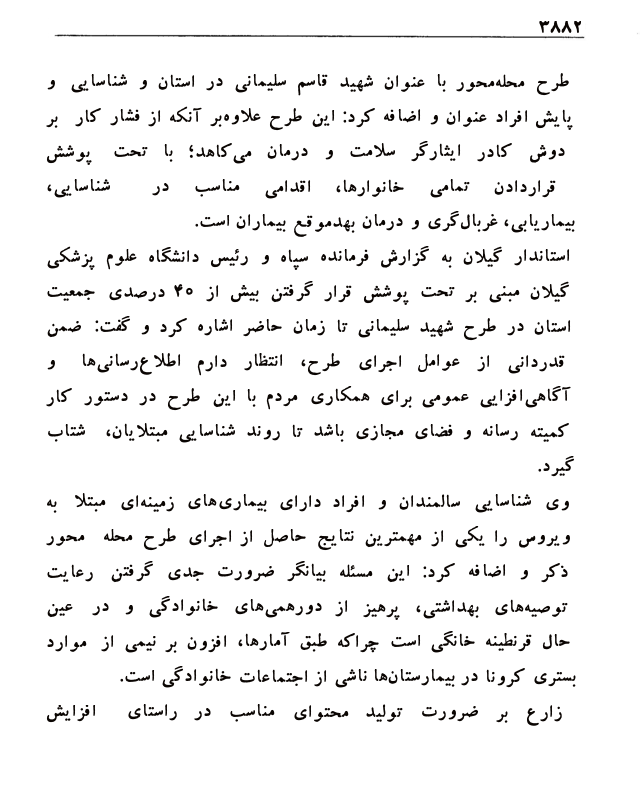 ۳۸۸۲
طرح محله‌محور با عنوان شهید قاسم سلیمانی در استان و شناسایی و
پایش افراد عنوان و اضافه کرد: این طرح علاوه‌بر آنکه از فشار کار بر
دوش کادر ایثارگر سلامت و درمان می‌کاهد؛ با تحت پوشش
قراردادن تمامی خانوارها، اقدامی مناسب در شناسایی،
بیماریابی، غربال‌گری و درمان بهدموقع بیماران است.
استاندار گیلان به گزارش فرمانده سپاه و رئیس دانشگاه علوم پزشکی
گیلان مبنی بر تحت پوشش قرار گرفتن بیش از ۴۰ درصدی جمعیت
استان در طرح شهید سلیمانی تا زمان حاضر اشاره کرد و گفت: ضمن
قدردانی از عوامل اجرای طرح، انتظار دارم اطلاع‌رسانی‌ها و
آگاهی‌افزایی عمومی برای همکاری مردم با این طرح در دستور کار
کمیته رسانه و فضای مجازی باشد تا روند شناسایی مبتلایان، شتاب
گیرد.
وی شناسایی سالمندان و افراد دارای بیماری‌های زمینه‌ای مبتلا به
ویروس را یکی از مهمترین نتایج حاصل از اجرای طرح محله محور
ذکر و اضافه کرد: این مسئله بیانگر ضرورت جدی گرفتن رعایت
توصیه‌های بهداشتی، پرهیز از دورهمی‌های خانوادگی و در عین
حال قرنطینه خانگی است چراکه طبق آمارها، افزون بر نیمی از موارد
بستری کرونا در بیمارستان‌ها ناشی از اجتماعات خانوادگی است.
زارع بر ضرورت تولید محتوای مناسب در راستای افزایش